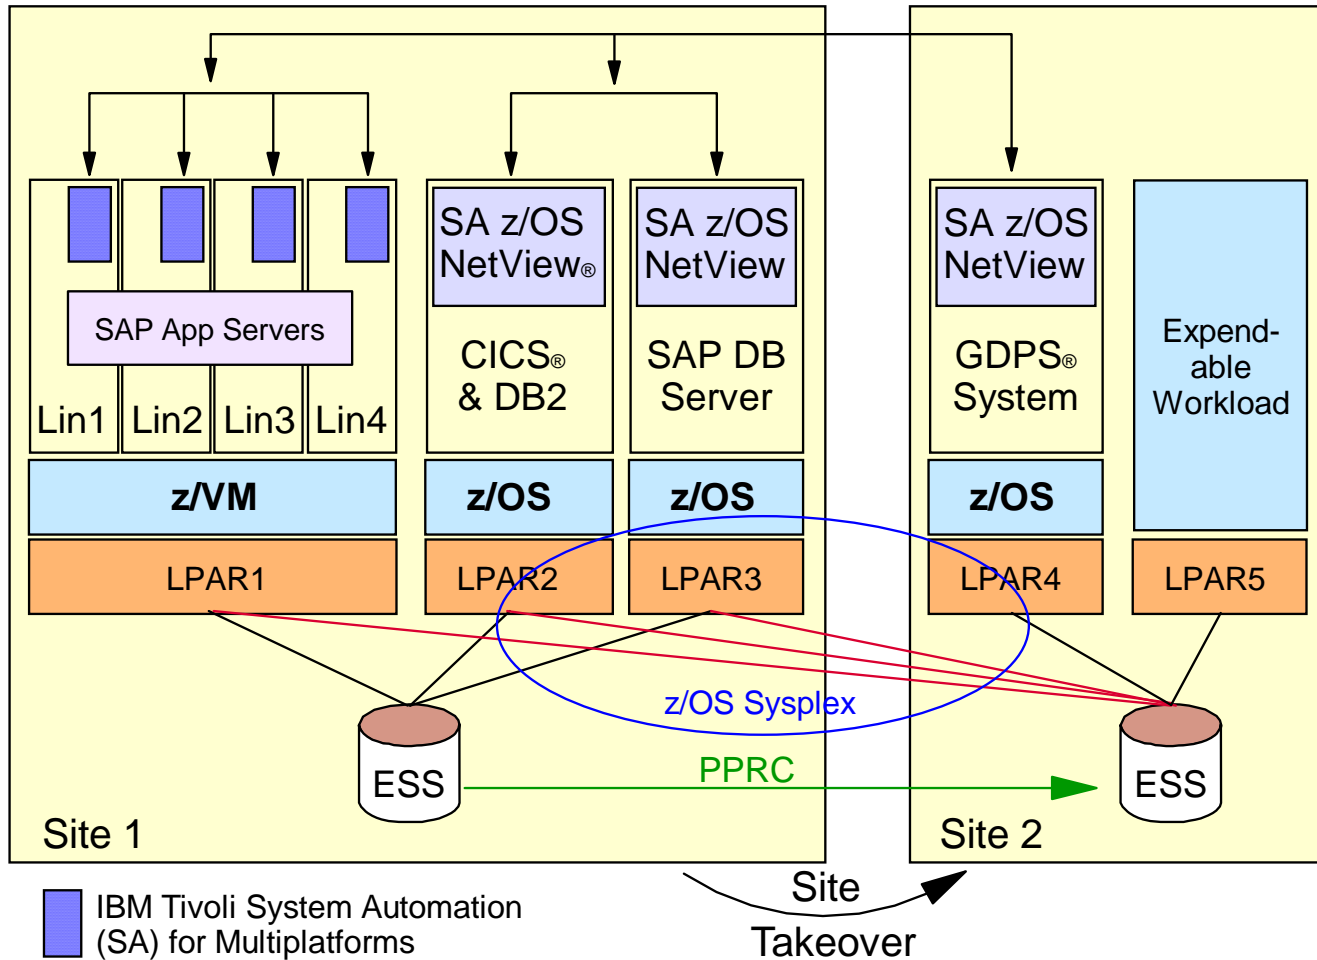 SA z/OS
NetView®
SA z/OS
NetView
SA z/OS
NetView
SAP App Servers
Lin1
Lin2
Lin3
Lin4
CICS®
& DB2
SAP DB
Server
GDPS®
System
Expend-
able
Workload
z/VM
z/OS
z/OS
z/OS
LPAR1
LPAR2
LPAR3
LPAR4
LPAR5
z/OS Sysplex
PPRC
ESS
ESS
Site 1
Site 2
Site
Takeover
IBM Tivoli System Automation
(SA) for Multiplatforms